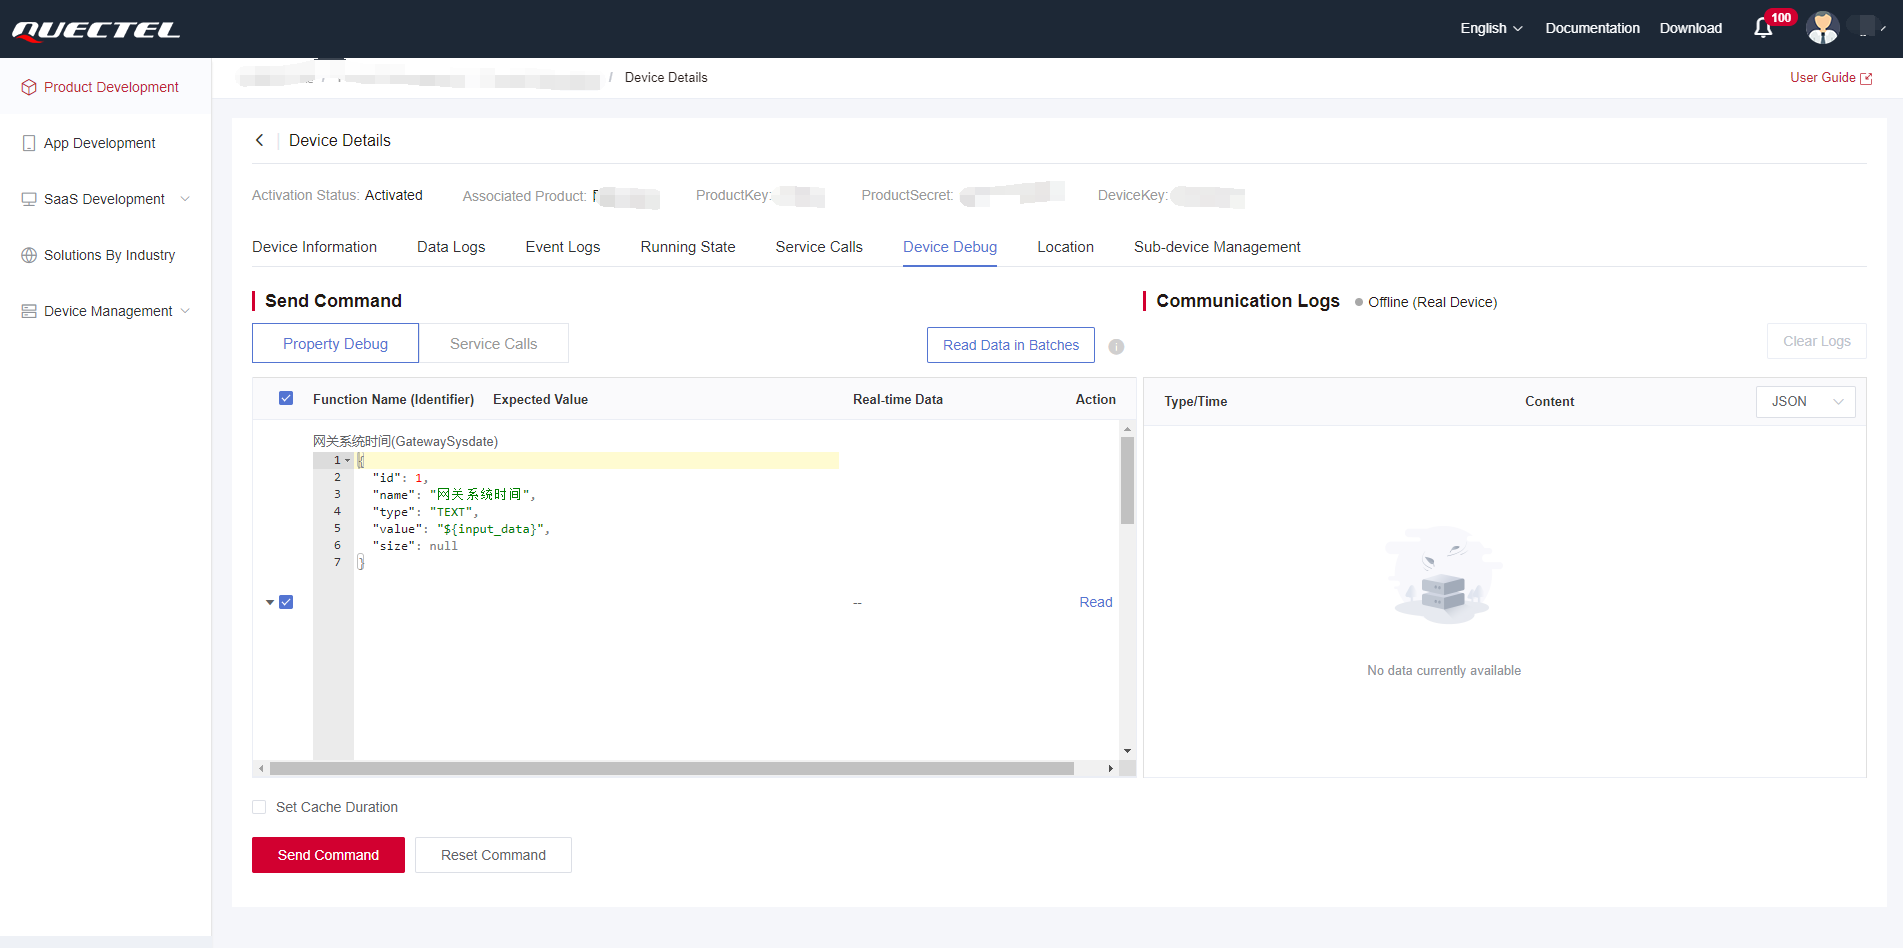 QUECTEL
English
Documentation
Download
100
Product Development
App Development
SaaS Development
Solutions By Industry
Device Management
/ Device Details
User Guide
Device Details
Activation Status: Activated
Associated Product:
ProductKey:
ProductSecret:
DeviceKey:
Device Information
Data Logs
Event Logs
Running State
Service Calls
Device Debug
Location
Sub-device Management
Send Command
Property Debug
Service Calls
Read Data in Batches
Function Name (Identifier)
Expected Value
Real-time Data
Action
网关系统时间(GatewaySysdate)
1 {
2 "id": 1,
3 "name": "网关系统时间",
4 "type": "TEXT",
5 "value": "${input_data}",
6 "size": null
7 }
--
Read
Set Cache Duration
Send Command
Reset Command
Communication Logs
Offline (Real Device)
Clear Logs
Type/Time
Content
JSON
No data currently available